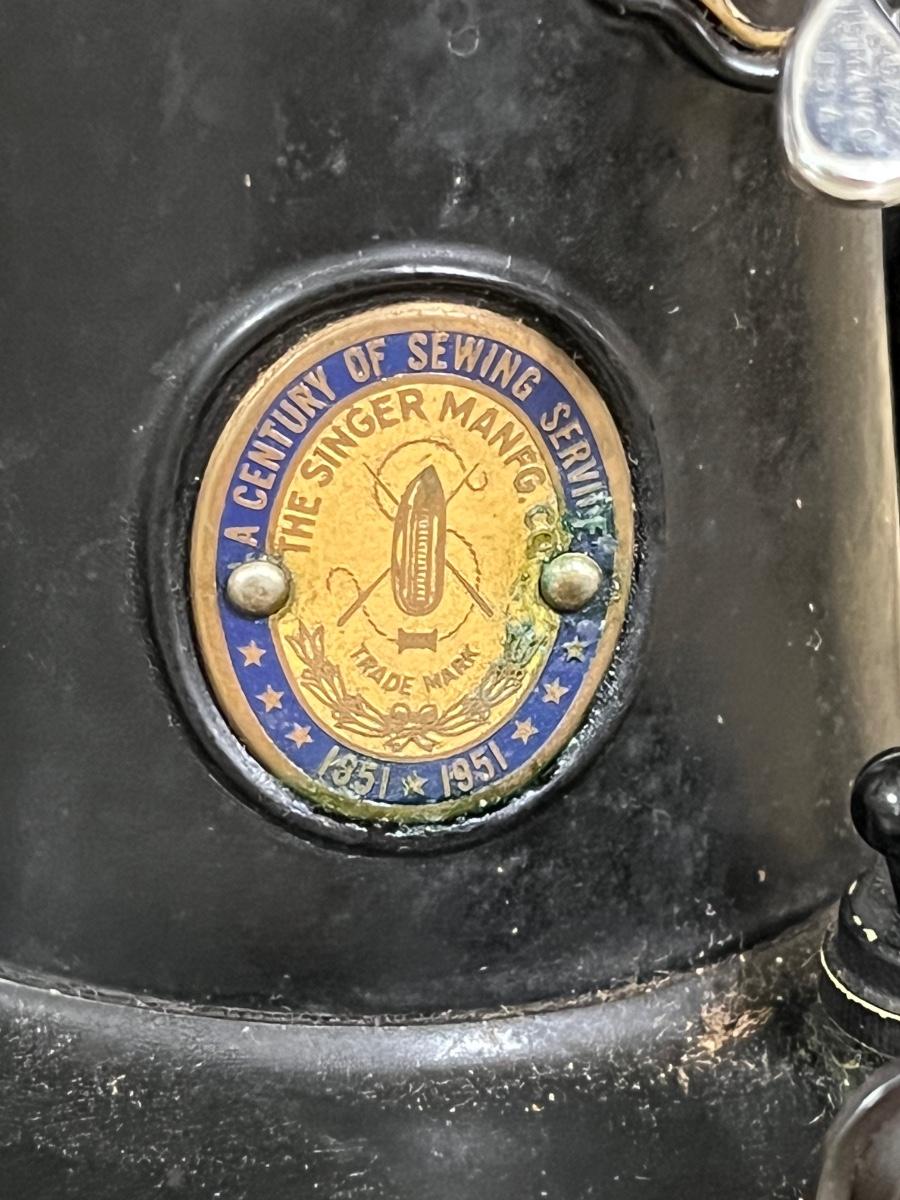 A CENTURY OF SEWING SERVICE
THE SINGER MANFG. CO.
TRADE MARK
1851 ★ 1951